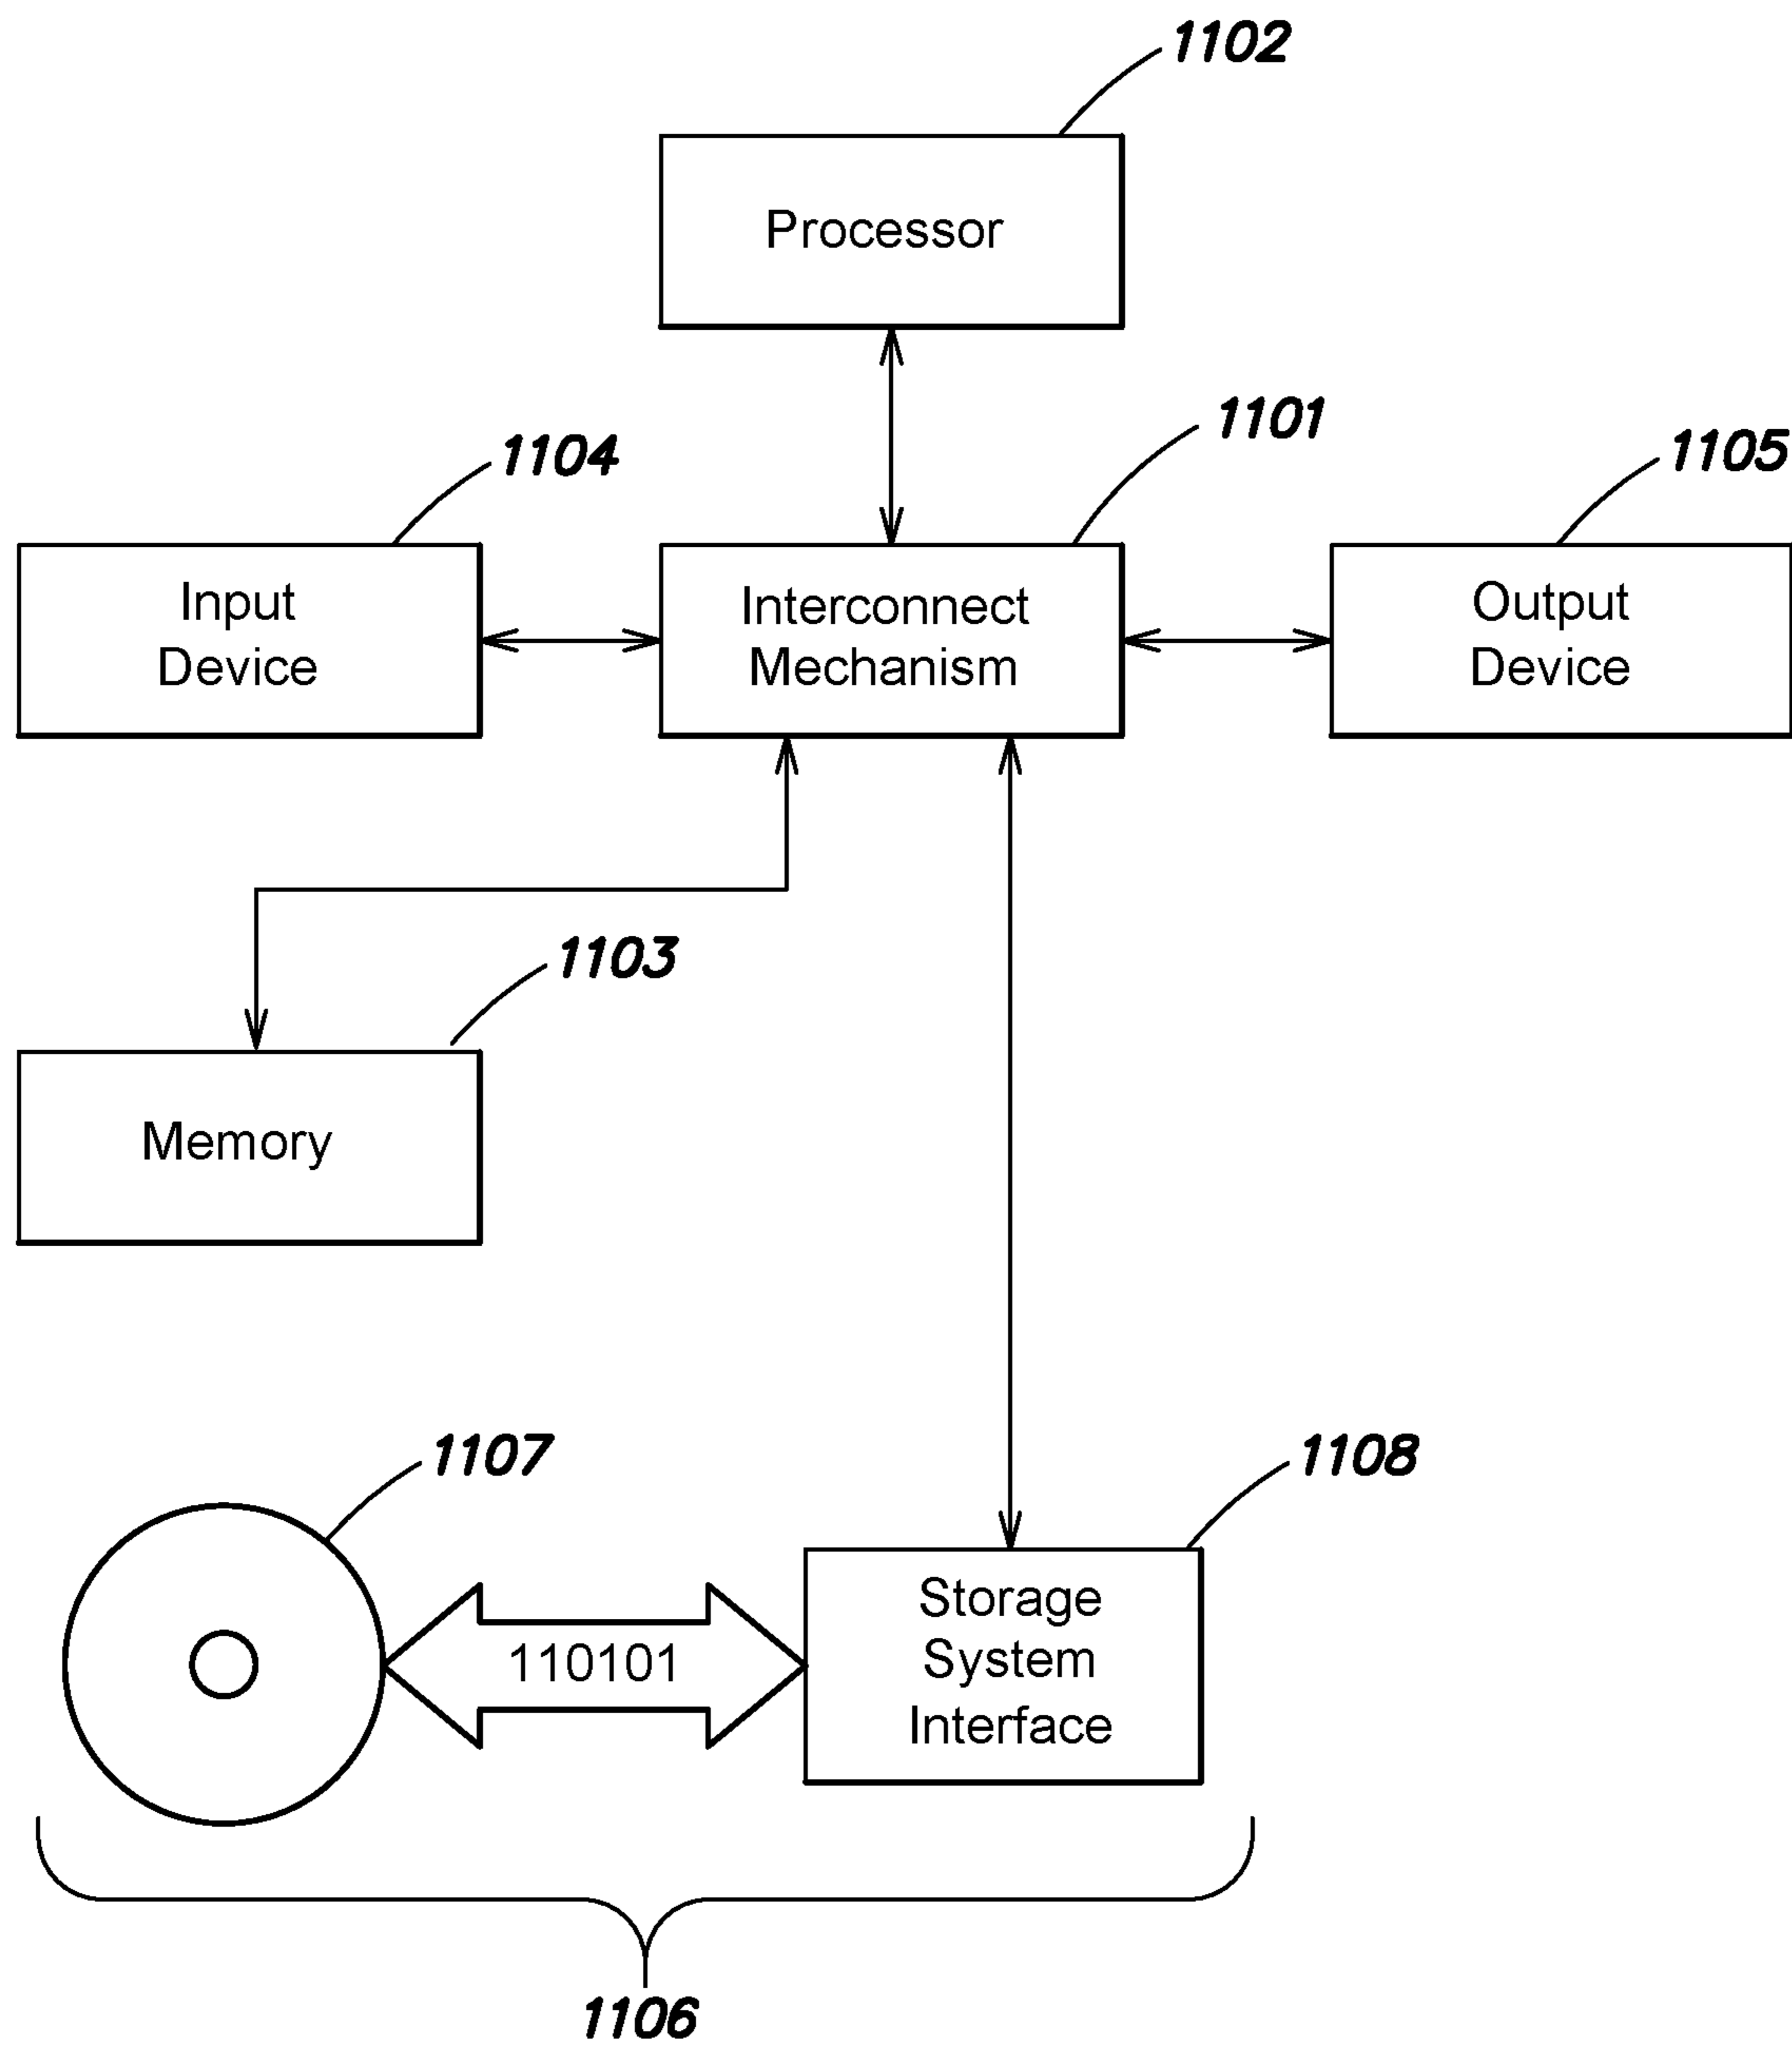 1102
Processor
1101
1104
1105
Input
Device
Interconnect
Mechanism
Output
Device
1103
Memory
1107
1108
110101
Storage
System
Interface
1106